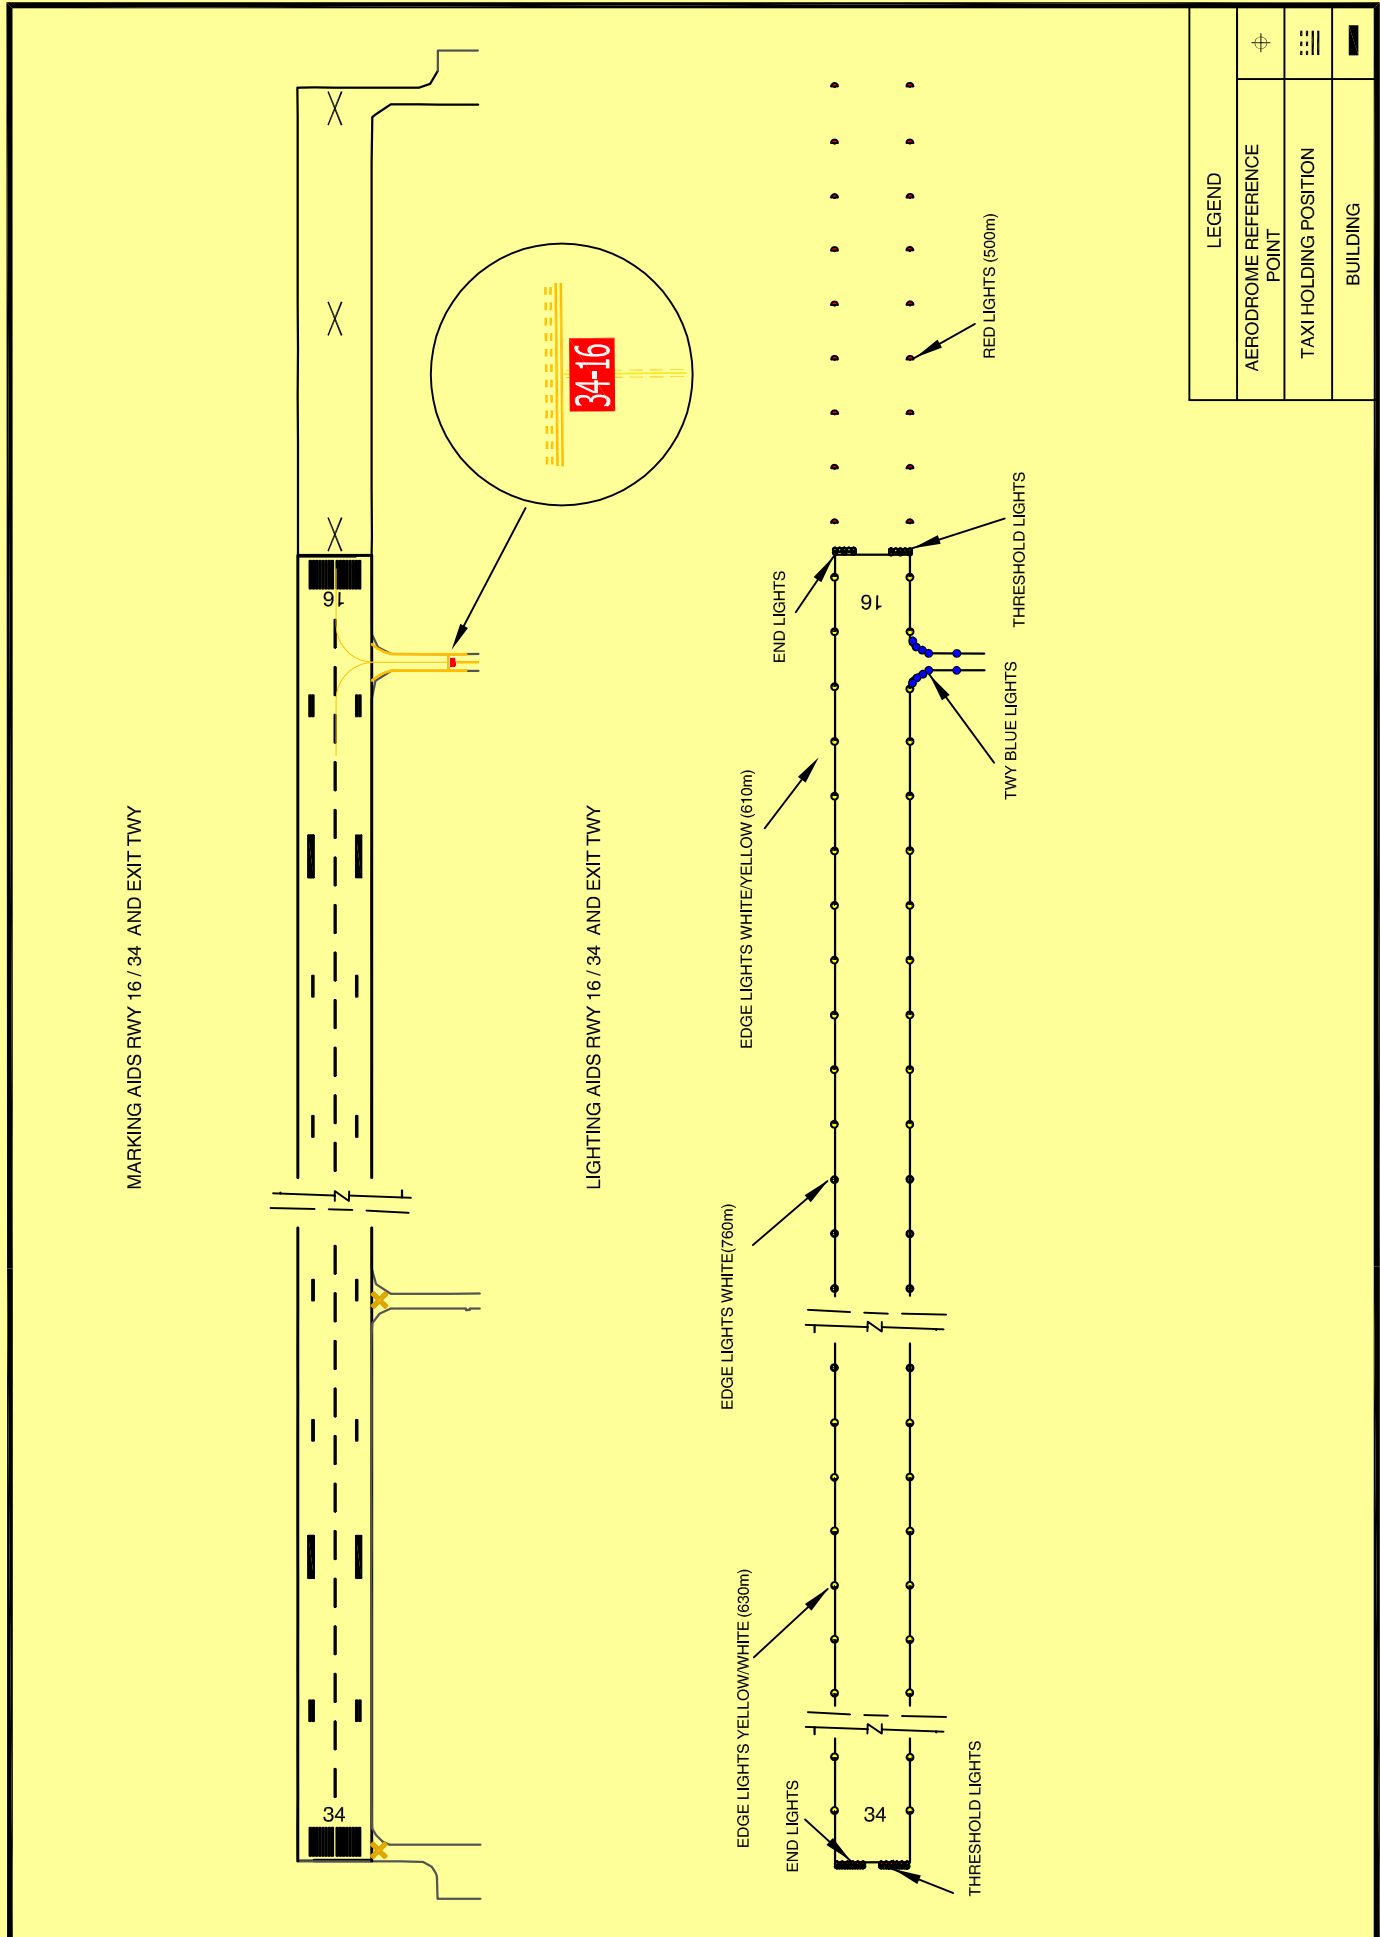 MARKING AIDS RWY 16 / 34 AND EXIT TWY
16
34-16
34
LIGHTING AIDS RWY 16 / 34 AND EXIT TWY
RED LIGHTS (500m)
END LIGHTS
THRESHOLD LIGHTS
16
TWY BLUE LIGHTS
EDGE LIGHTS WHITE/YELLOW (610m)
EDGE LIGHTS WHITE(760m)
EDGE LIGHTS YELLOW/WHITE (630m)
34
END LIGHTS
THRESHOLD LIGHTS
LEGEND
AERODROME REFERENCE
POINT
TAXI HOLDING POSITION
BUILDING